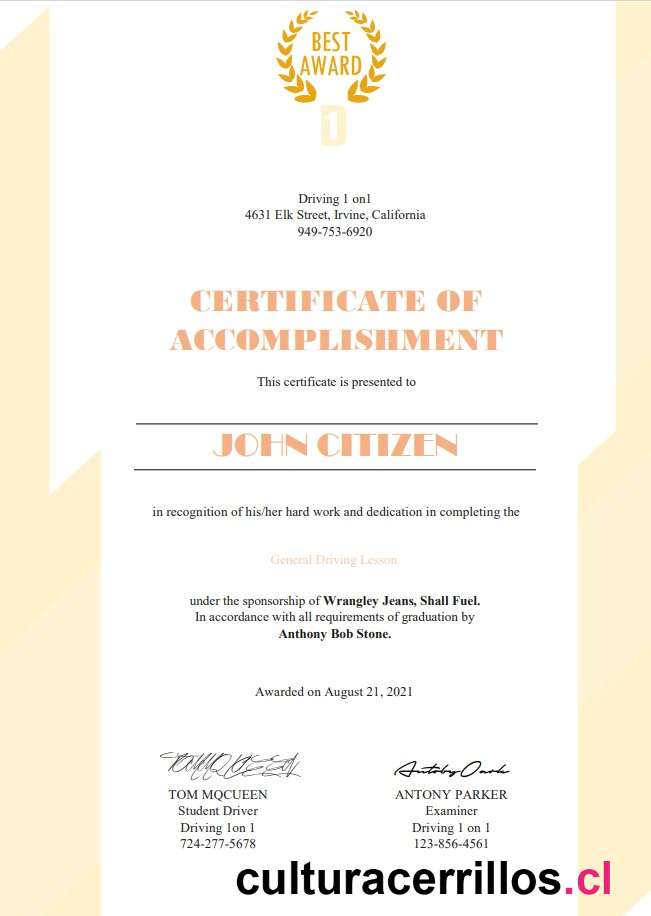 BEST
AWARD
1
Driving 1 on1
4631 Elk Street, Irvine, California
949-753-6920
CERTIFICATE OF
ACCOMPLISHMENT
This certificate is presented to
JOHN CITIZEN
in recognition of his/her hard work and dedication in completing the
General Driving Lesson
under the sponsorship of Wrangley Jeans, Shall Fuel.
In accordance with all requirements of graduation by
Anthony Bob Stone.
Awarded on August 21, 2021
TOM MQCUEEN
Student Driver
Driving 1on 1
724-277-5678
ANTONY PARKER
Examiner
Driving 1 on 1
123-856-4561
culturacerrillos.cl